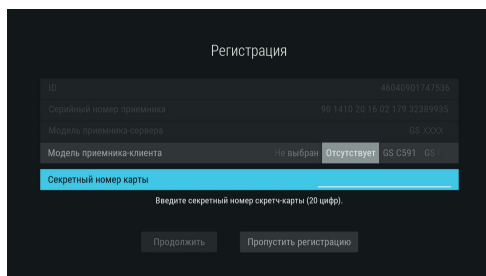 Регистрация
ID 46040901747536
Серийный номер приемника 90 1410 20 16 02 179 32389935
Модель приемника-сервера GS XXXX
Модель приемника-клиента Не выбран Отсутствует GS C591 GS
Секретный номер карты
Введите секретный номер скретч-карты (20 цифр).
Продолжить Пропустить регистрацию